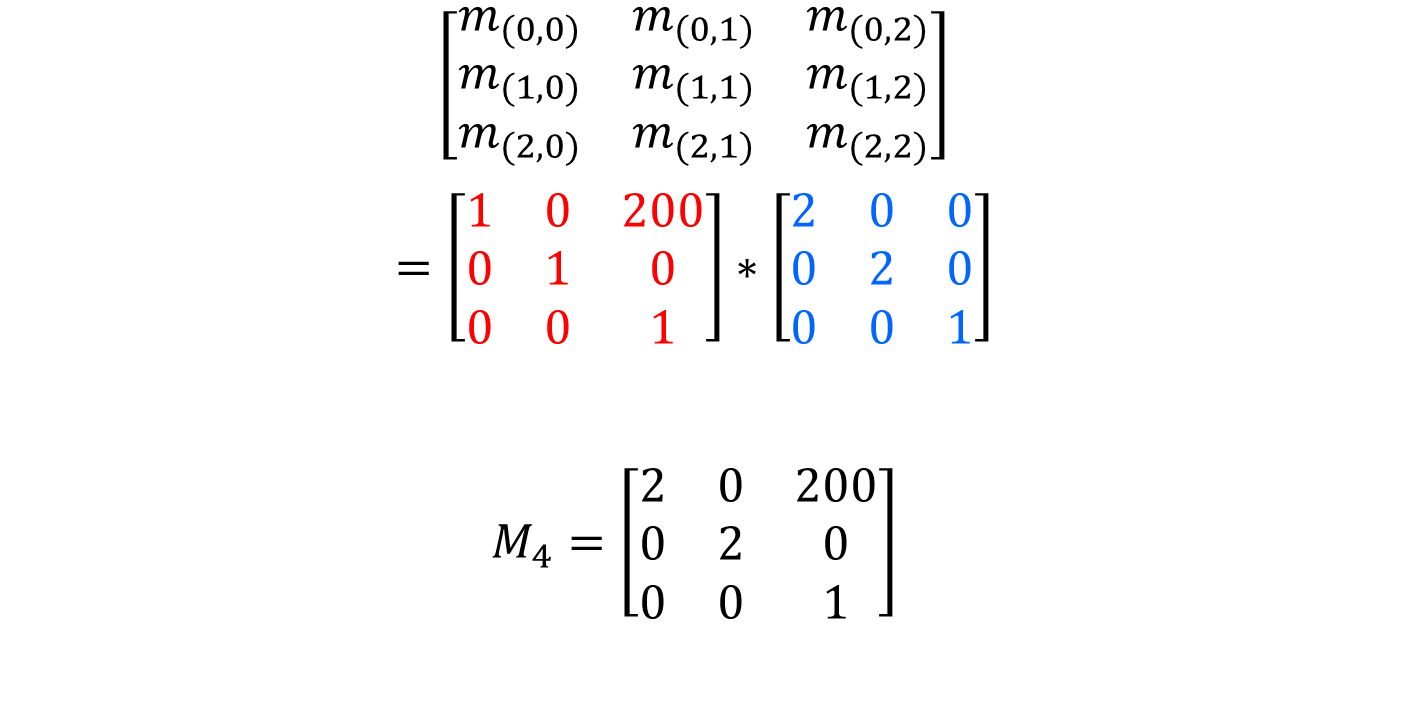 [m(0,0) m(0,1) m(0,2)]
[m(1,0) m(1,1) m(1,2)]
[m(2,0) m(2,1) m(2,2)]
[1 0 200] [2 0 0]
= [0 1 0] * [0 2 0]
[0 0 1] [0 0 1]
[2 0 200]
M4 = [0 2 0]
[0 0 1]